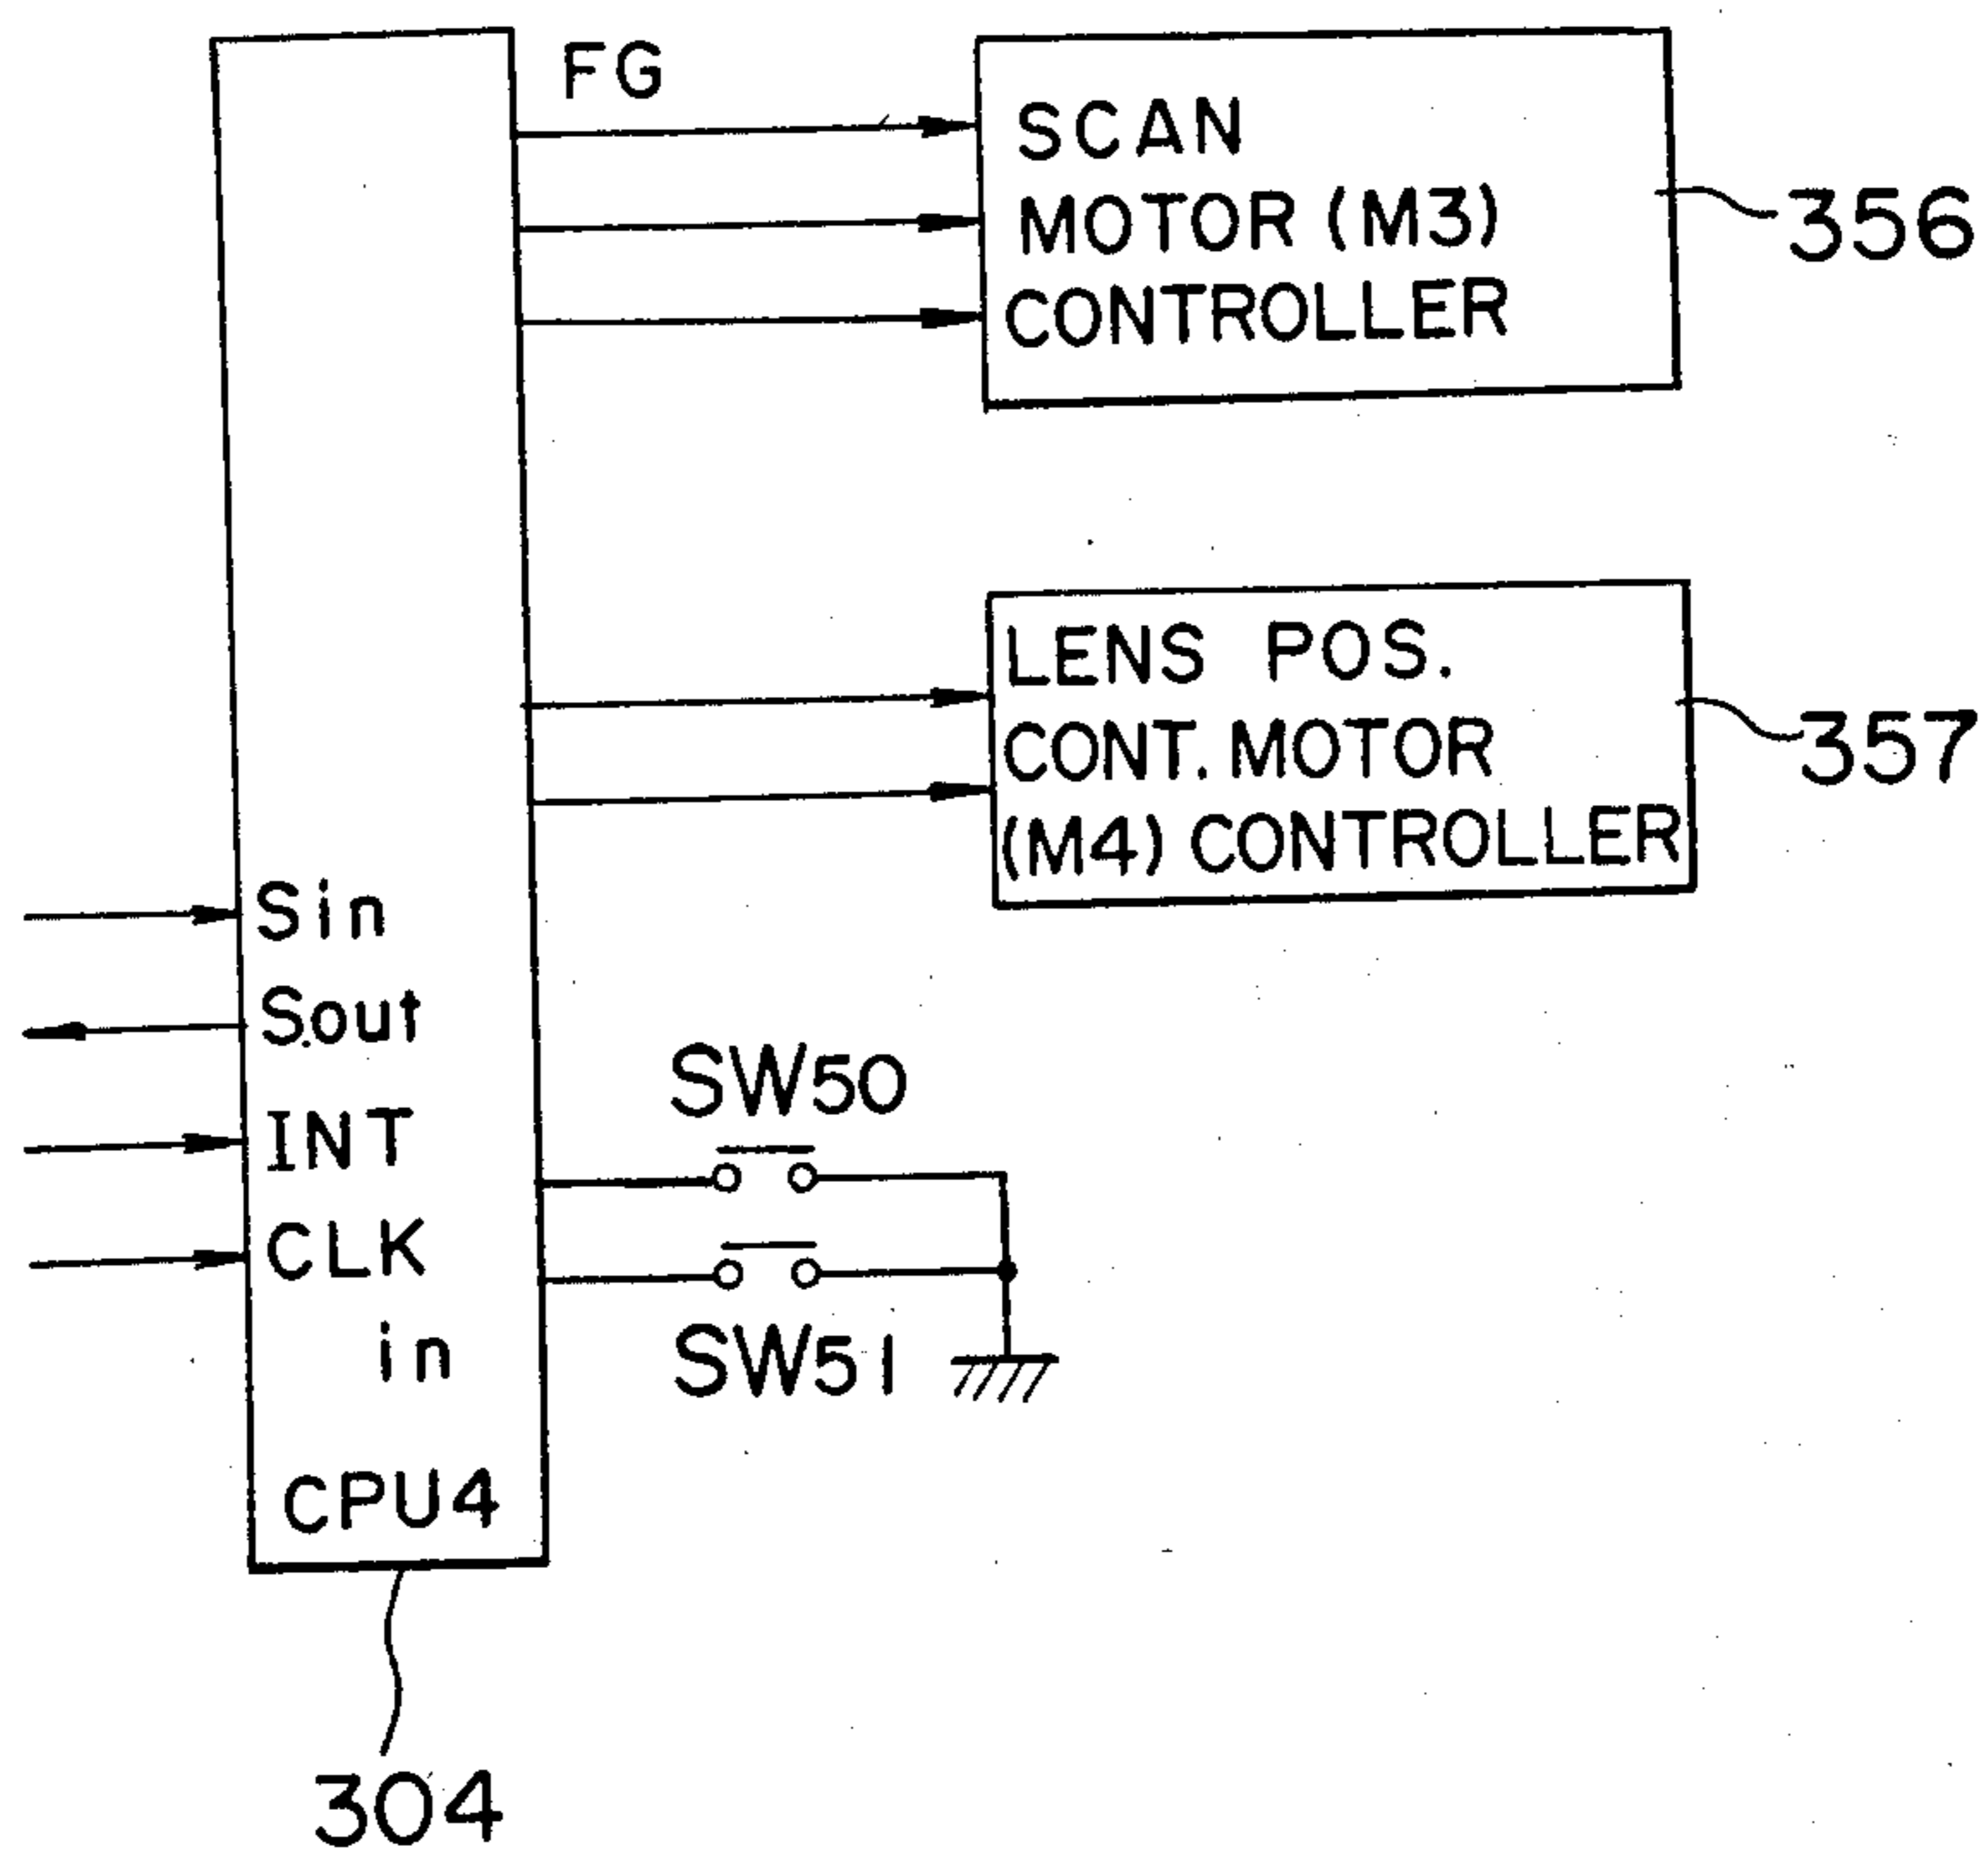 FG
SCAN
MOTOR (M3)
CONTROLLER
356
LENS POS.
CONT. MOTOR
(M4) CONTROLLER
357
Sin
Sout
INT
CLK
in
CPU4
SW50
SW51
304